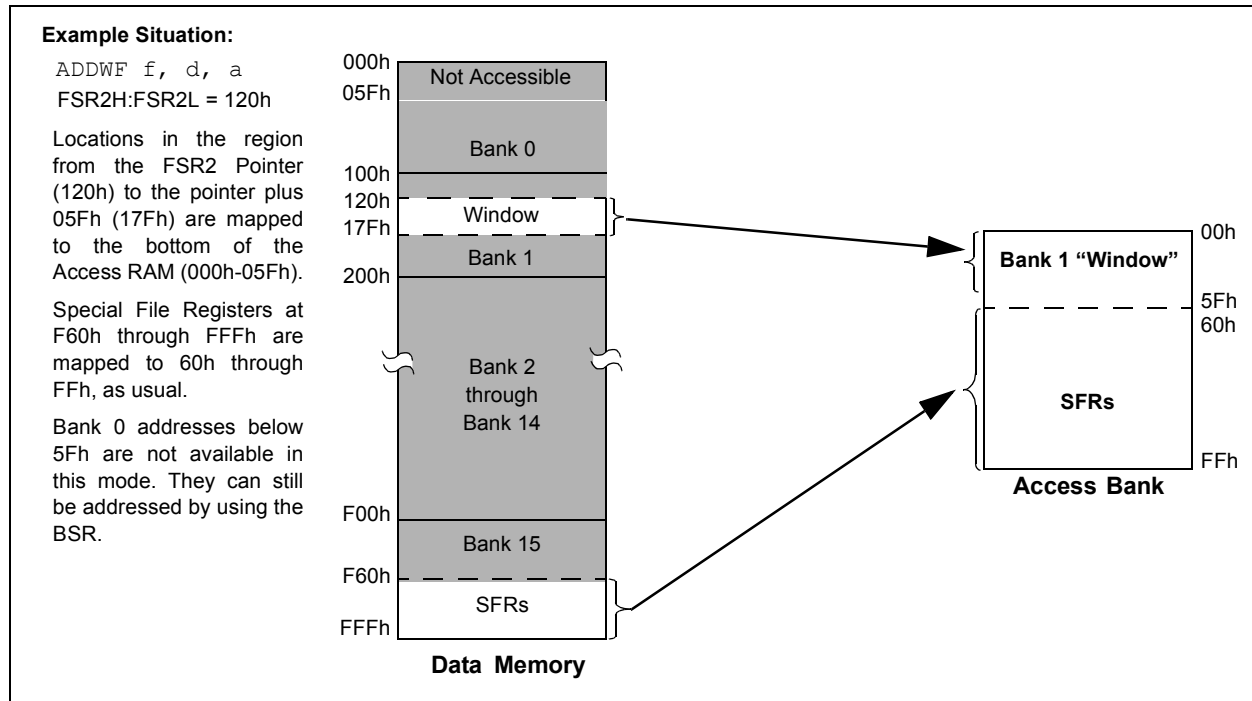 Example Situation:
ADDWF f, d, a
FSR2H:FSR2L = 120h
Locations in the region
from the FSR2 Pointer
(120h) to the pointer plus
05Fh (17Fh) are mapped
to the bottom of the
Access RAM (000h-05Fh).
Special File Registers at
F60h through FFFh are
mapped to 60h through
FFh, as usual.
Bank 0 addresses below
5Fh are not available in
this mode. They can still
be addressed by using the
BSR.
000h
Not Accessible
05Fh
Bank 0
100h
120h
Window
17Fh
Bank 1
200h
Bank 2
through
Bank 14
F00h
Bank 15
F60h
SFRs
FFFh
Data Memory
00h
Bank 1 “Window”
5Fh
60h
SFRs
FFh
Access Bank